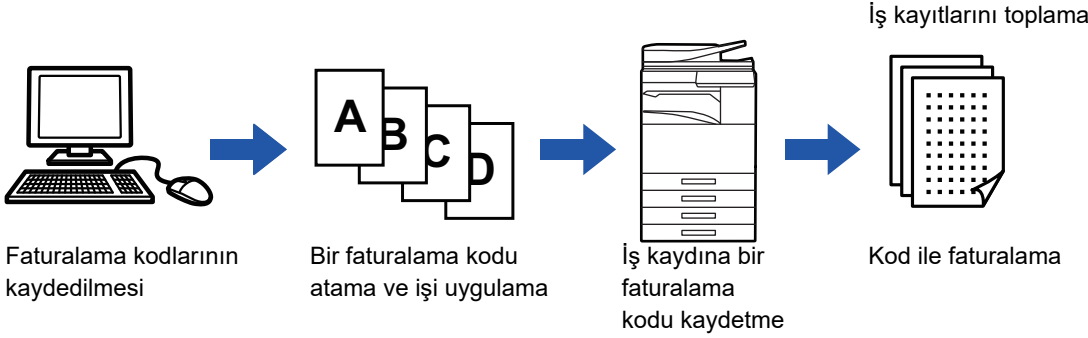 İş kayıtlarını toplama
A
B
C
D
Faturalama kodlarının
kaydedilmesi
Bir faturalama kodu
atama ve işi uygulama
İş kaydına bir
faturalama
kodu kaydetme
Kod ile faturalama